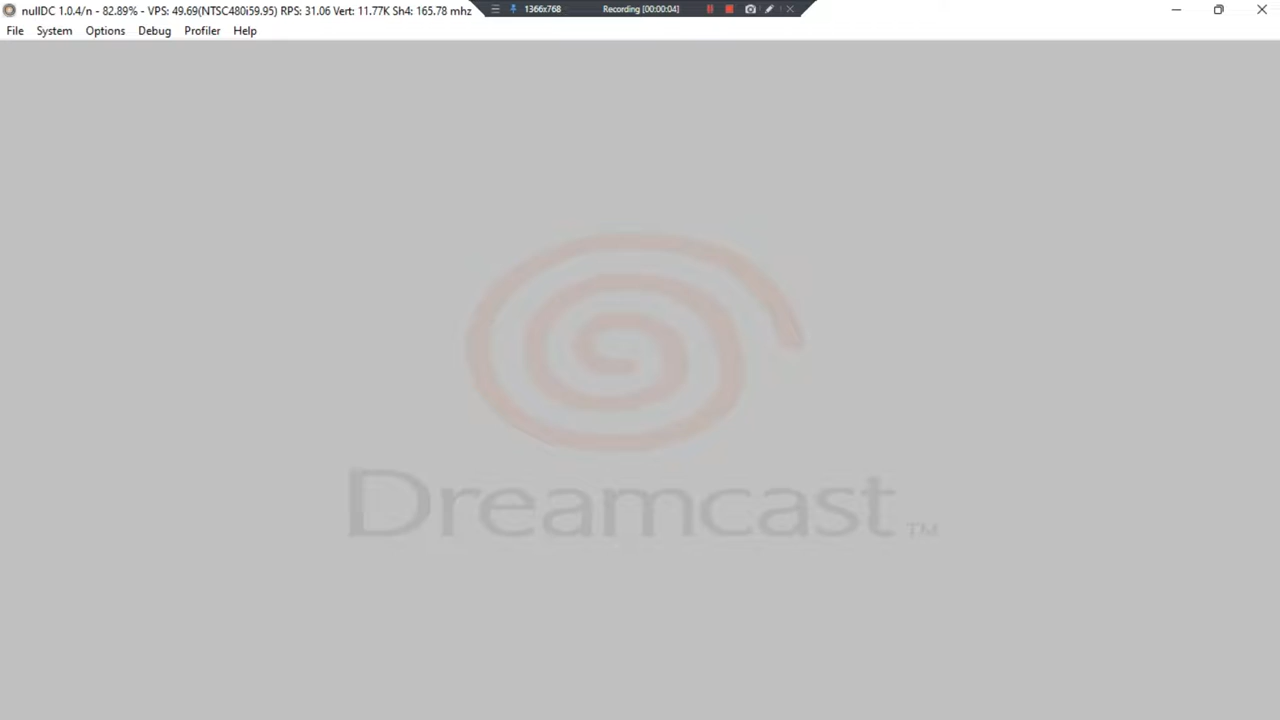 nullDC 1.0.4/n - 82.89% - VPS: 49.69(NTSC480i59.95) RPS: 31.06 Vert: 11.77K Sh4: 165.78 mhz
1366x768
Recording [00:00:04]
File System Options Debug Profiler Help
Dreamcast TM